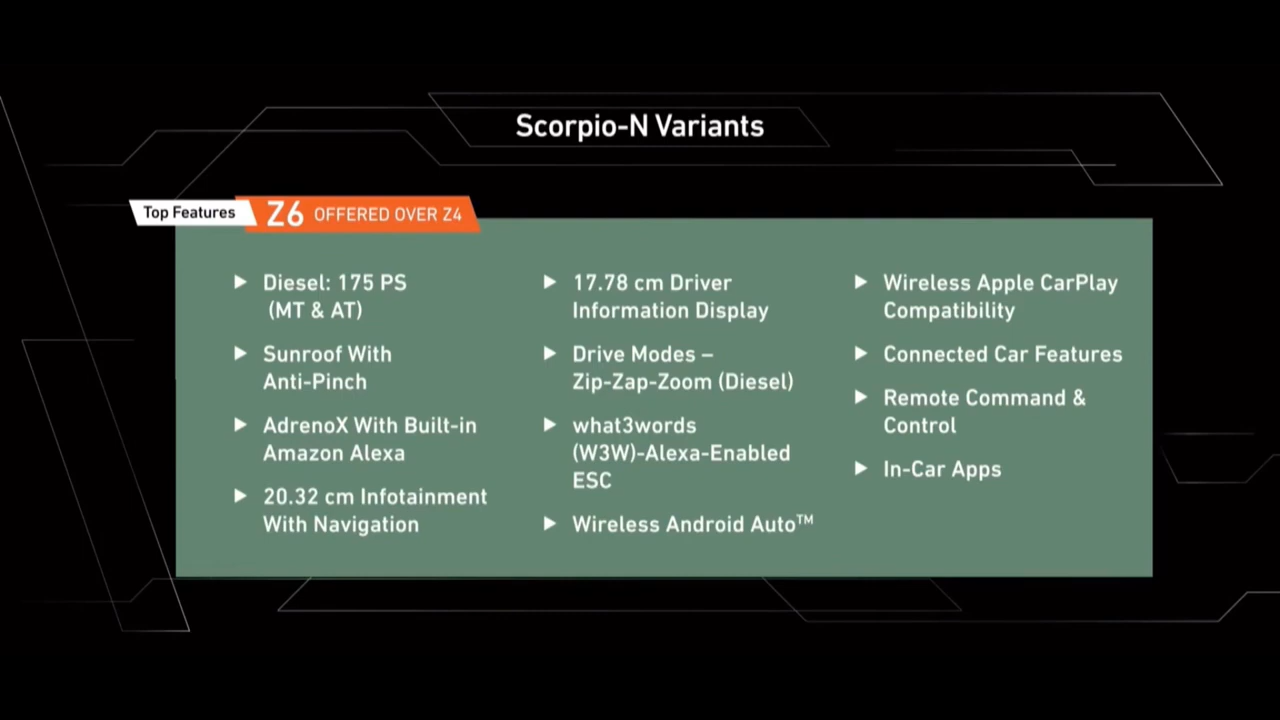 Scorpio-N Variants
Top Features Z6 OFFERED OVER Z4
Diesel: 175 PS
(MT & AT)
Sunroof With
Anti-Pinch
AdrenoX With Built-in
Amazon Alexa
20.32 cm Infotainment
With Navigation
17.78 cm Driver
Information Display
Drive Modes –
Zip-Zap-Zoom (Diesel)
what3words
(W3W)-Alexa-Enabled
ESC
Wireless Android Auto™
Wireless Apple CarPlay
Compatibility
Connected Car Features
Remote Command &
Control
In-Car Apps